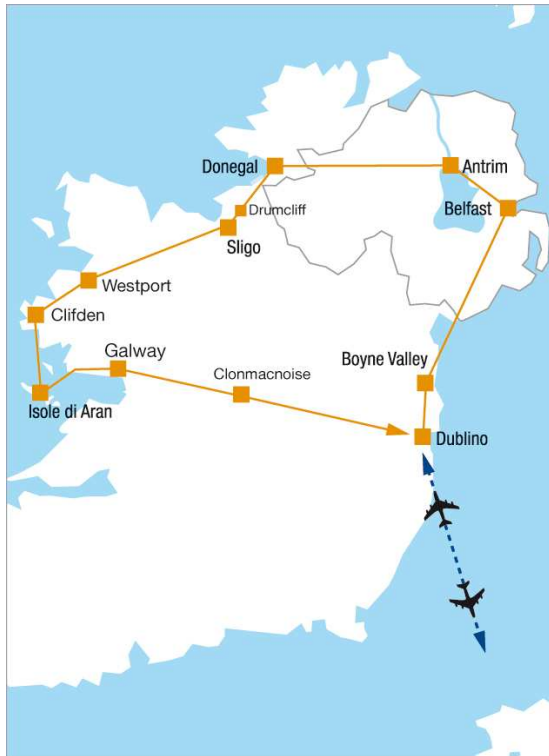 Donegal
Antrim
Drumcliff
Belfast
Sligo
Westport
Clifden
Galway
Boyne Valley
Clonmacnoise
Isole di Aran
Dublino